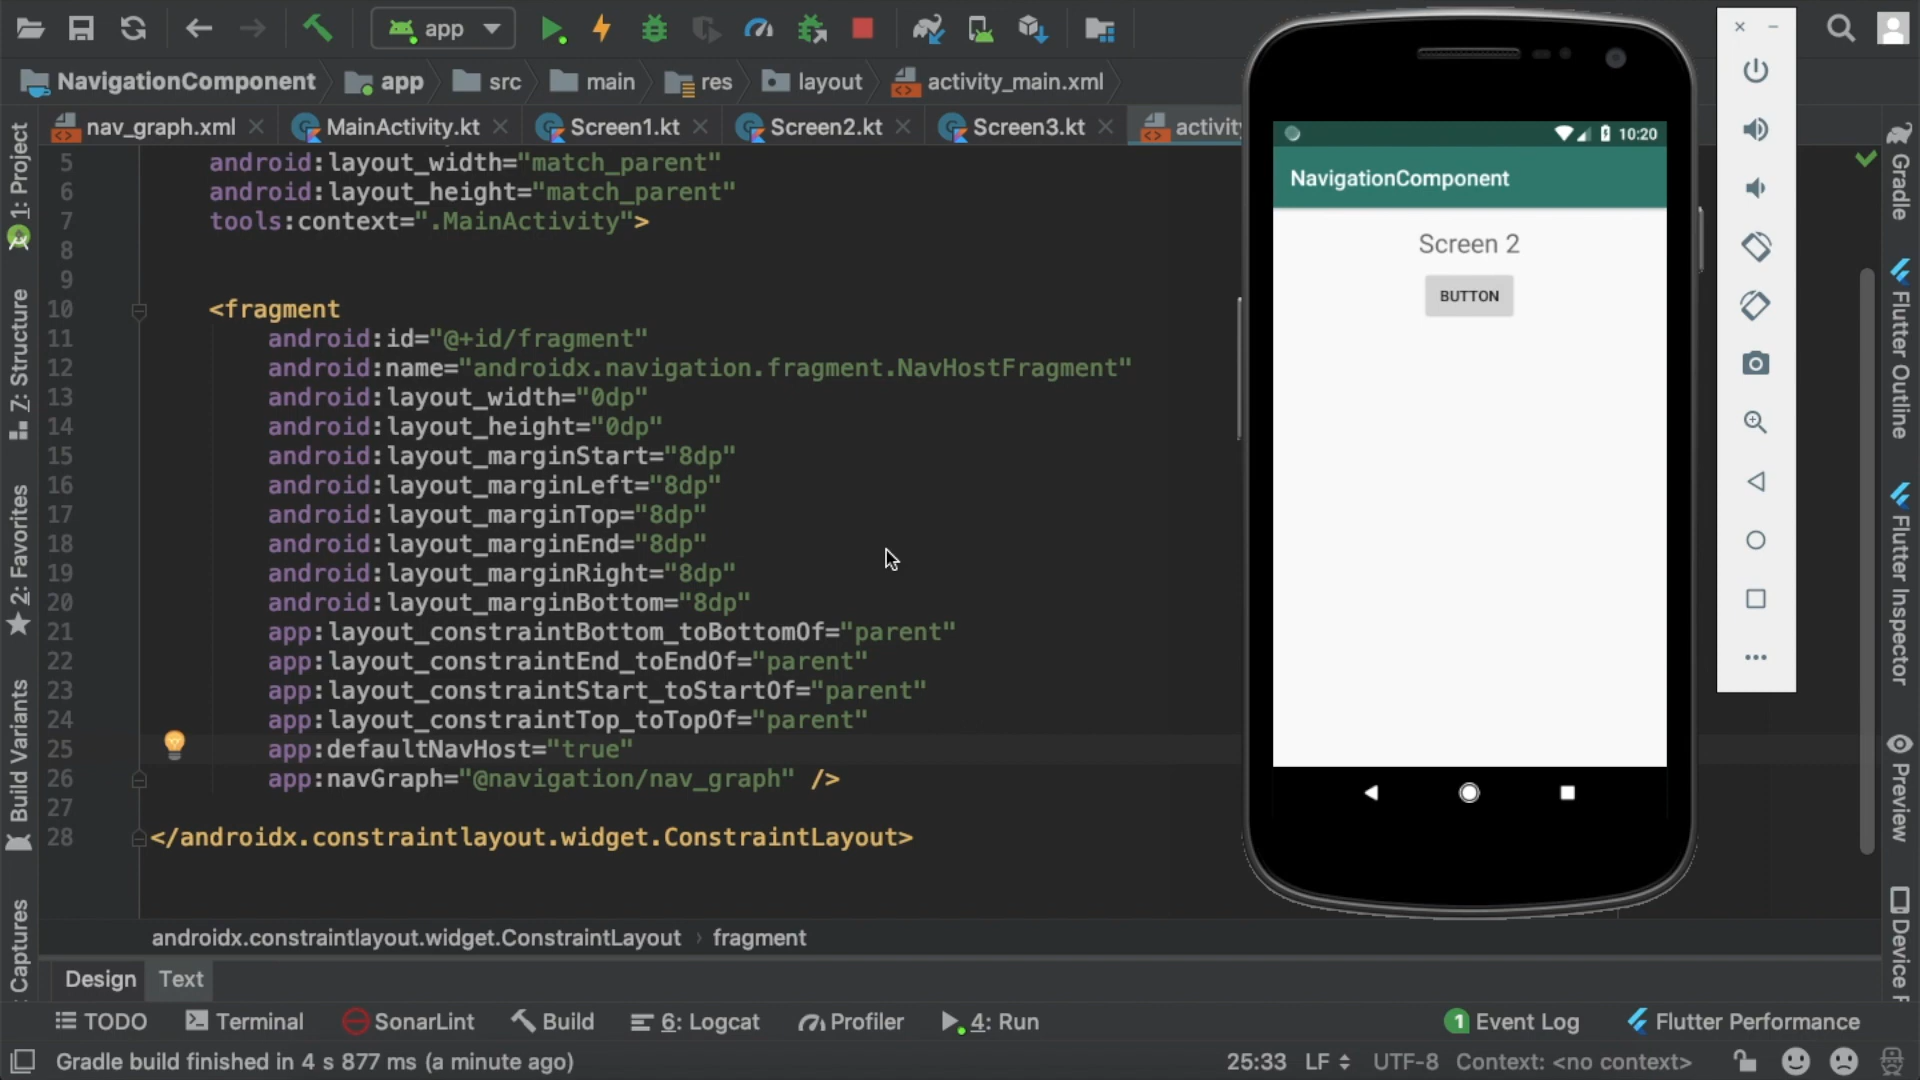 app
NavigationComponent app src main res layout activity_main.xml
nav_graph.xml MainActivity.kt Screen1.kt Screen2.kt Screen3.kt activity
5 android:layout_width="match_parent"
6 android:layout_height="match_parent"
7 tools:context=".MainActivity">
8
9
10 <fragment
11 android:id="@+id/fragment"
12 android:name="androidx.navigation.fragment.NavHostFragment"
13 android:layout_width="0dp"
14 android:layout_height="0dp"
15 android:layout_marginStart="8dp"
16 android:layout_marginLeft="8dp"
17 android:layout_marginTop="8dp"
18 android:layout_marginEnd="8dp"
19 android:layout_marginRight="8dp"
20 android:layout_marginBottom="8dp"
21 app:layout_constraintBottom_toBottomOf="parent"
22 app:layout_constraintEnd_toEndOf="parent"
23 app:layout_constraintStart_toStartOf="parent"
24 app:layout_constraintTop_toTopOf="parent"
25 app:defaultNavHost="true"
26 app:navGraph="@navigation/nav_graph" />
27
28 </androidx.constraintlayout.widget.ConstraintLayout>
androidx.constraintlayout.widget.ConstraintLayout › fragment
Design Text
1: Project
Z: Structure
2: Favorites
Build Variants
Captures
10:20
NavigationComponent
Screen 2
BUTTON
Gradle
Flutter Outline
Flutter Inspector
Preview
Device F
TODO Terminal SonarLint Build 6: Logcat Profiler 4: Run 1 Event Log Flutter Performance
Gradle build finished in 4 s 877 ms (a minute ago) 25:33 LF UTF-8 Context: <no context>